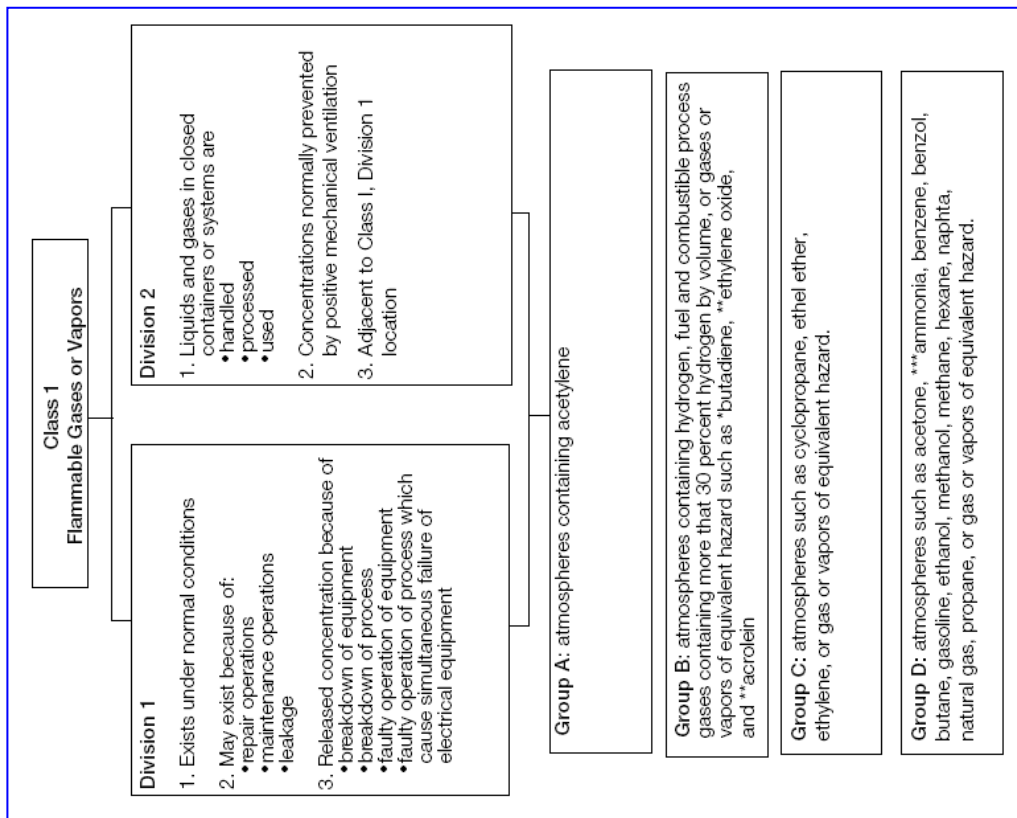 Class 1
Flammable Gases or Vapors
Division 1
1. Exists under normal conditions
2. May exist because of:
•repair operations
•maintenance operations
•leakage
3. Released concentration because of
•breakdown of equipment
•breakdown of process
•faulty operation of equipment
•faulty operation of process which
cause simultaneous failure of
electrical equipment
Division 2
1. Liquids and gases in closed
containers or systems are
•handled
•processed
•used
2. Concentrations normally prevented
by positive mechanical ventilation
3. Adjacent to Class I, Division 1
location
Group A: atmospheres containing acetylene
Group B: atmospheres containing hydrogen, fuel and combustible process
gases containing more that 30 percent hydrogen by volume, or gases or
vapors of equivalent hazard such as *butadiene, **ethylene oxide,
and **acrolein
Group C: atmospheres such as cyclopropane, ethel ether,
ethylene, or gas or vapors of equivalent hazard.
Group D: atmospheres such as acetone, ***ammonia, benzene, benzol,
butane, gasoline, ethanol, methanol, methane, hexane, naphta,
natural gas, propane, or gas or vapors of equivalent hazard.